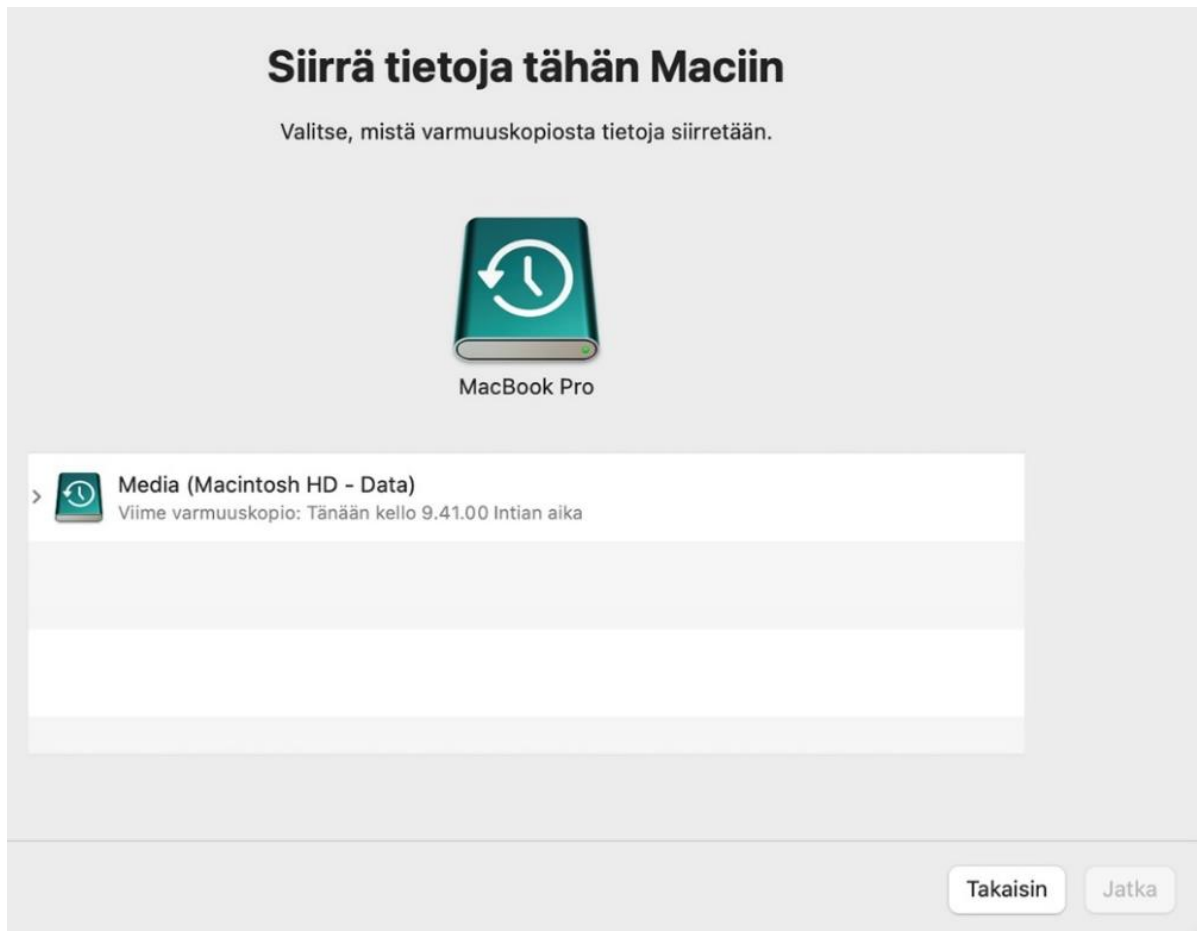 Siirrä tietoja tähän Maciin
Valitse, mistä varmuuskopiosta tietoja siirretään.
MacBook Pro
Media (Macintosh HD - Data)
Viime varmuuskopio: Tänään kello 9.41.00 Intian aika
Takaisin
Jatka